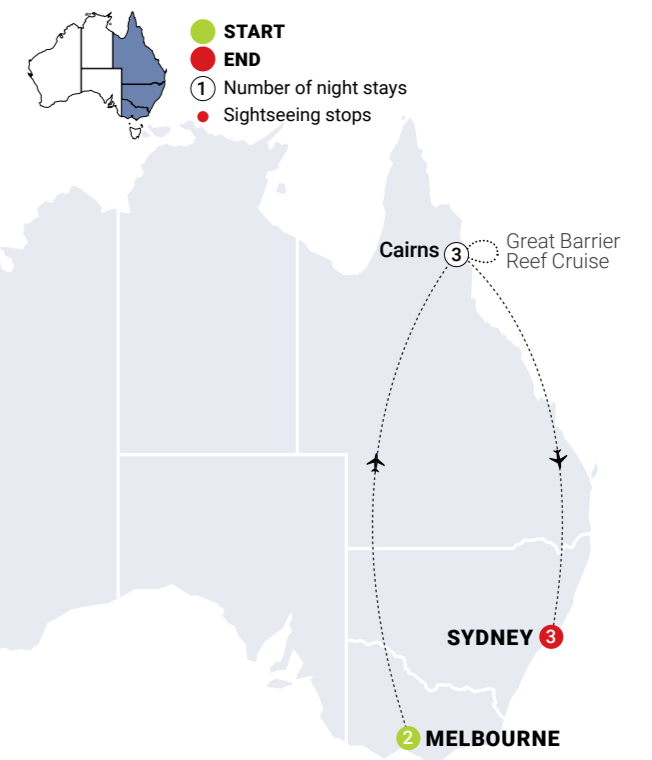 START
END
1 Number of night stays
Sightseeing stops
Cairns 3
Great Barrier
Reef Cruise
SYDNEY 3
2 MELBOURNE